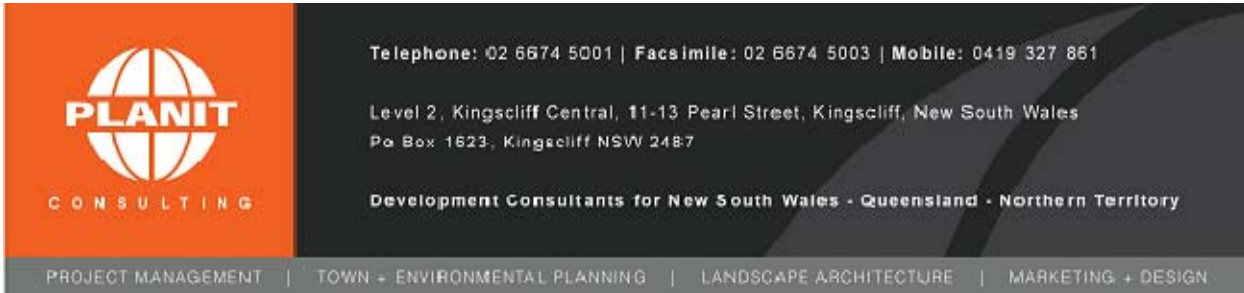 PLANIT
CONSULTING
Telephone: 02 6674 5001 | Facsimile: 02 6674 5003 | Mobile: 0419 327 861
Level 2, Kingscliff Central, 11-13 Pearl Street, Kingscliff, New South Wales
Po Box 1623, Kingscliff NSW 2487
Development Consultants for New South Wales - Queensland - Northern Territory
PROJECT MANAGEMENT | TOWN + ENVIRONMENTAL PLANNING | LANDSCAPE ARCHITECTURE | MARKETING + DESIGN